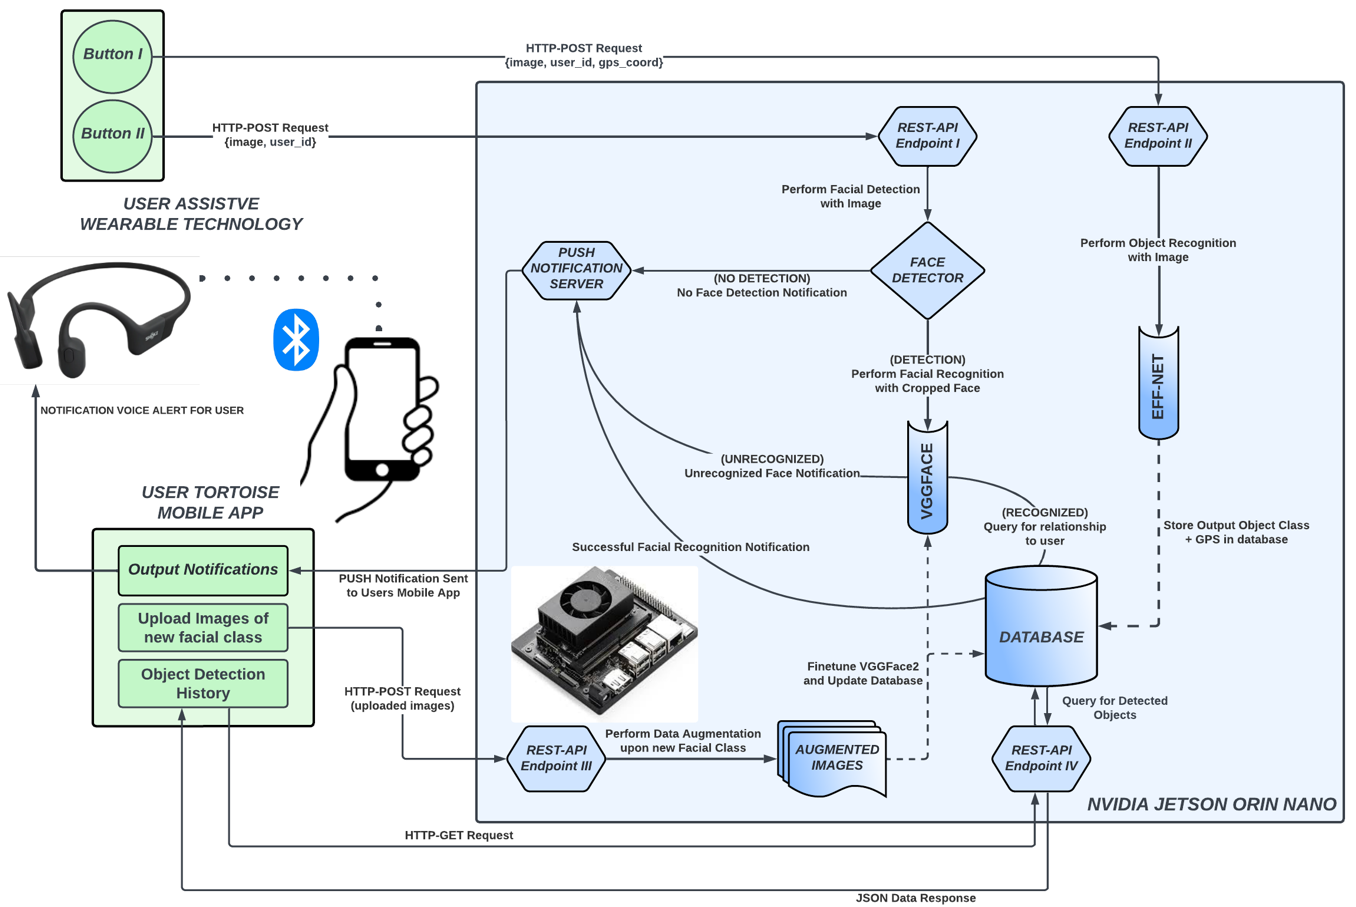 Button I
Button II
HTTP-POST Request
{image, user_id, gps_coord}
HTTP-POST Request
{image, user_id}
USER ASSISTVE
WEARABLE TECHNOLOGY
REST-API
Endpoint I
REST-API
Endpoint II
Perform Facial Detection
with Image
Perform Object Recognition
with Image
PUSH
NOTIFICATION
SERVER
FACE
DETECTOR
(NO DETECTION)
No Face Detection Notification
(DETECTION)
Perform Facial Recognition
with Cropped Face
EFF-NET
NOTIFICATION VOICE ALERT FOR USER
VGGFACE
(UNRECOGNIZED)
Unrecognized Face Notification
(RECOGNIZED)
Query for relationship
to user
Store Output Object Class
+ GPS in database
USER TORTOISE
MOBILE APP
Successful Facial Recognition Notification
Output Notifications
PUSH Notification Sent
to Users Mobile App
Upload Images of
new facial class
DATABASE
Object Detection
History
HTTP-POST Request
(uploaded images)
Finetune VGGFace2
and Update Database
Query for Detected
Objects
REST-API
Endpoint III
Perform Data Augmentation
upon new Facial Class
AUGMENTED
IMAGES
REST-API
Endpoint IV
NVIDIA JETSON ORIN NANO
HTTP-GET Request
JSON Data Response